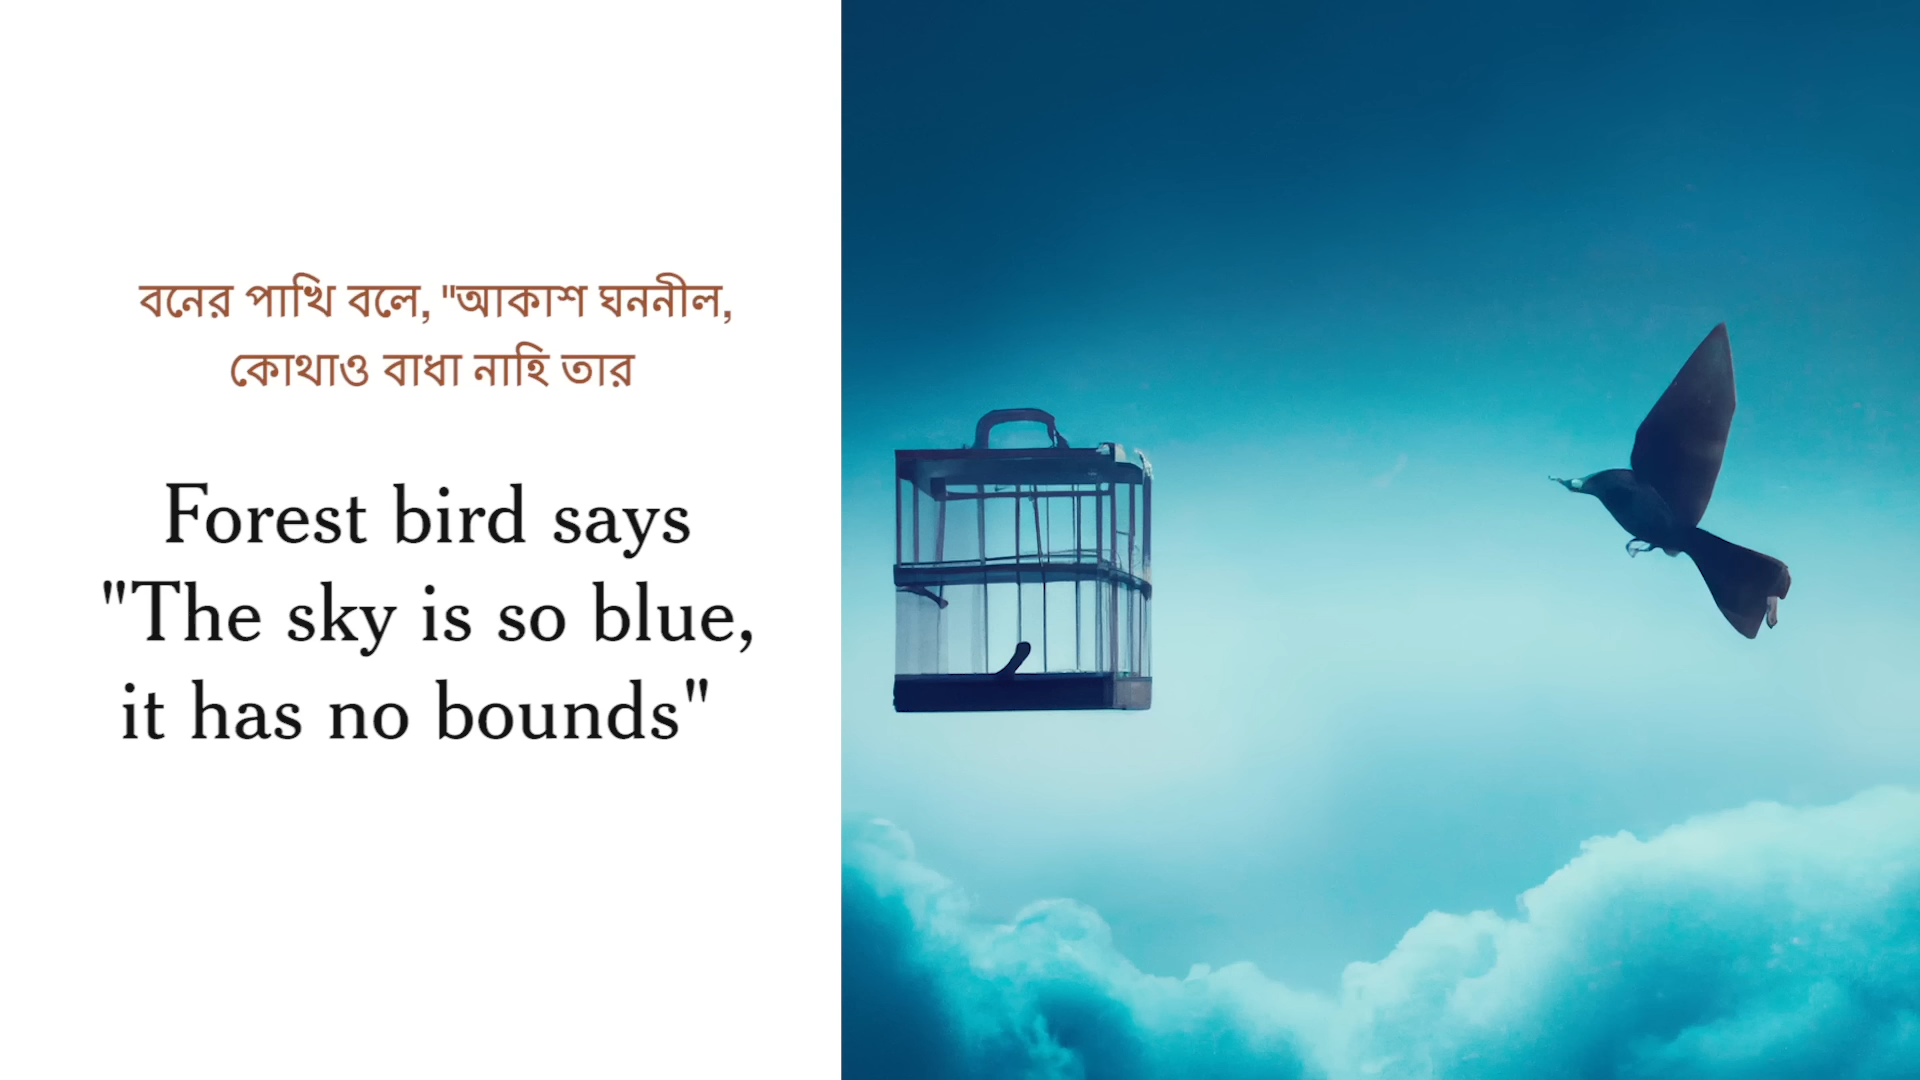 বনের পাখি বলে, "আকাশ ঘননীল,
কোথাও বাধা নাহি তার
Forest bird says
"The sky is so blue,
it has no bounds"